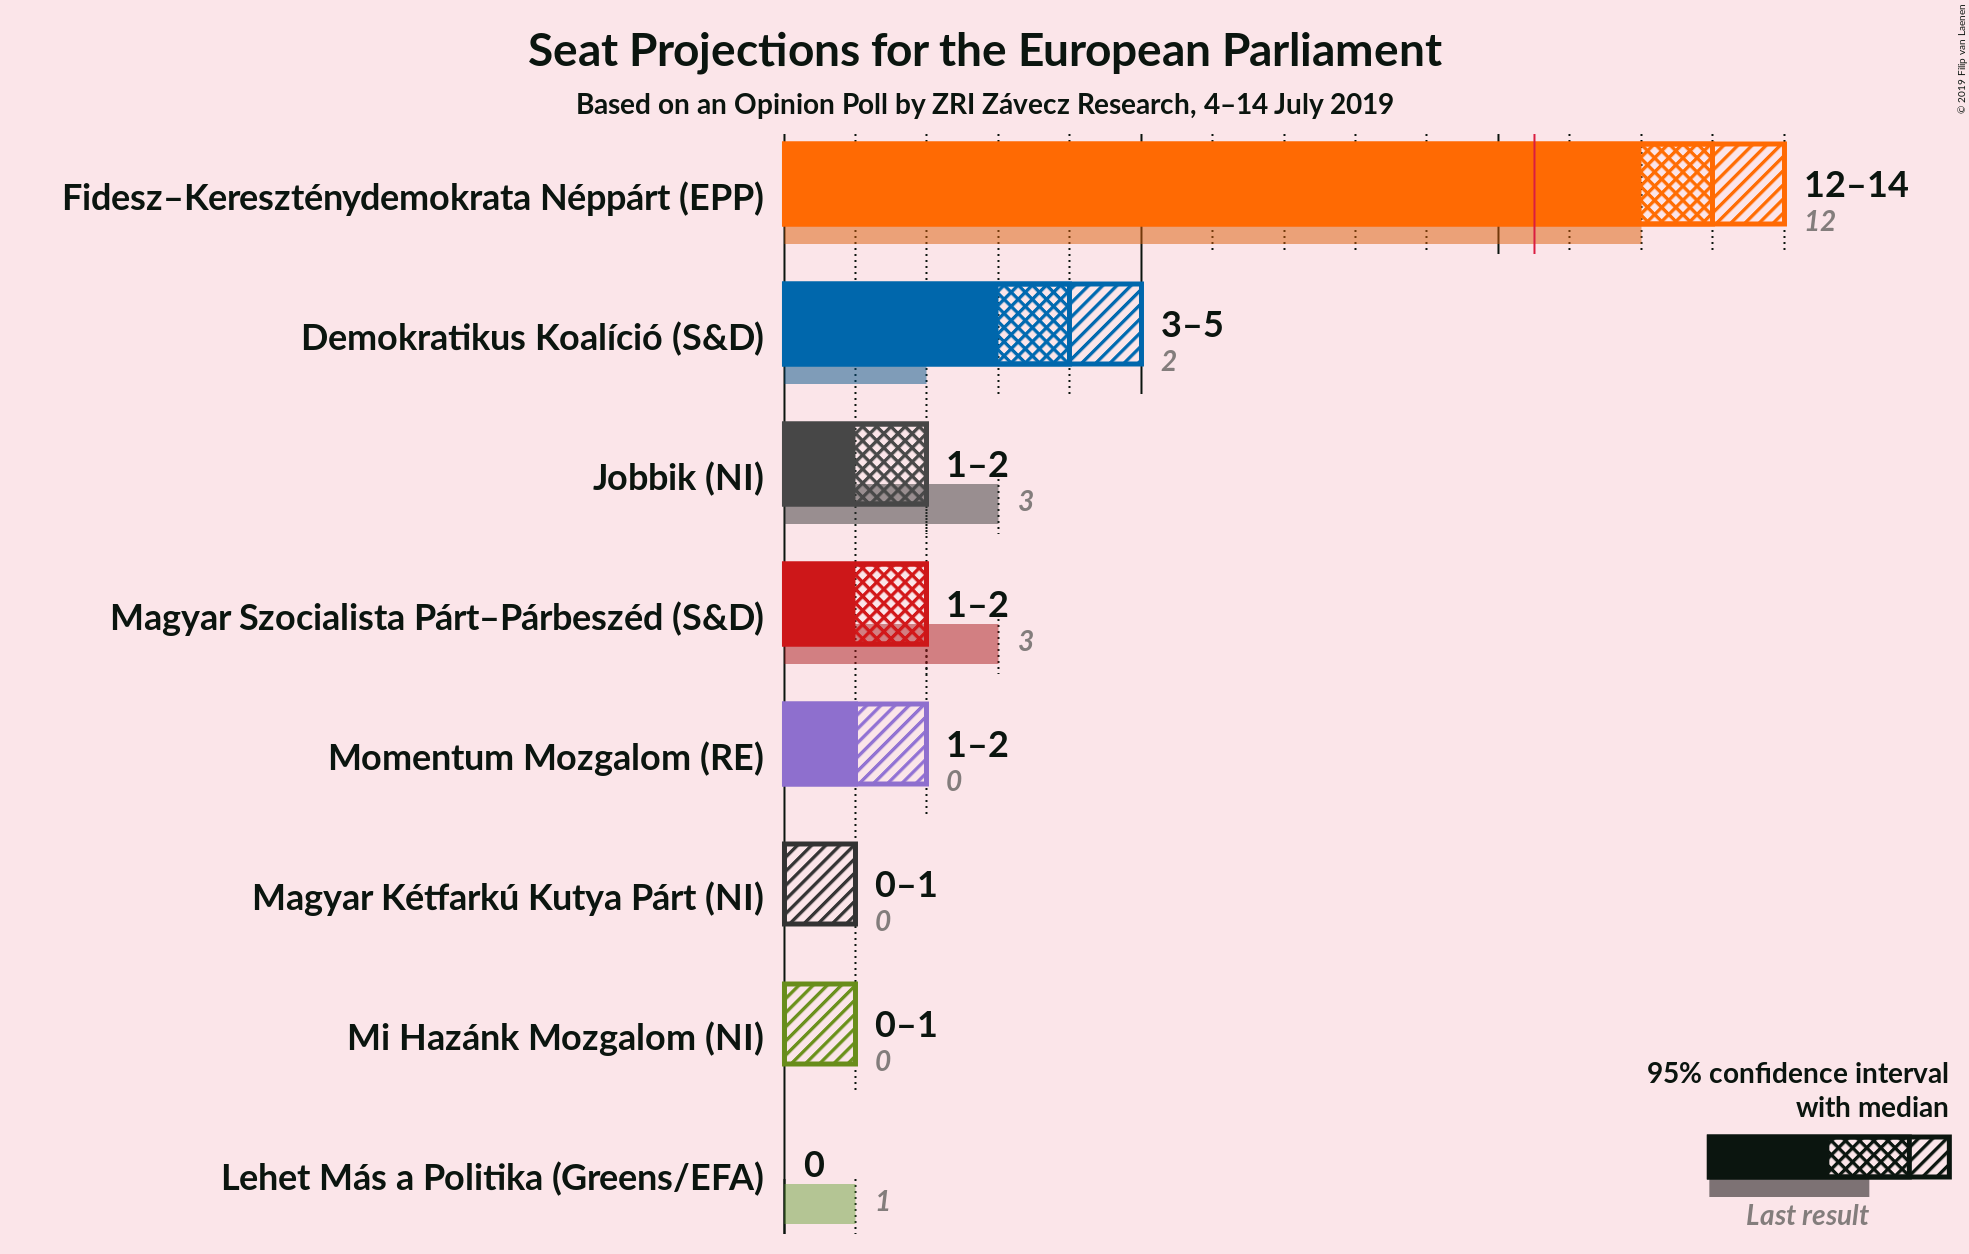 Seat Projections for the European Parliament
Based on an Opinion Poll by ZRI Závecz Research, 4–14 July 2019
© 2019 Filip van Laenen
Fidesz–Kereszténydemokrata Néppárt (EPP)
12–14
12
Demokratikus Koalíció (S&D)
3–5
2
Jobbik (NI)
1–2
3
Magyar Szocialista Párt–Párbeszéd (S&D)
1–2
3
Momentum Mozgalom (RE)
1–2
0
Magyar Kétfarkú Kutya Párt (NI)
0–1
0
Mi Hazánk Mozgalom (NI)
0–1
0
Lehet Más a Politika (Greens/EFA)
0
1
95% confidence interval
with median
Last result